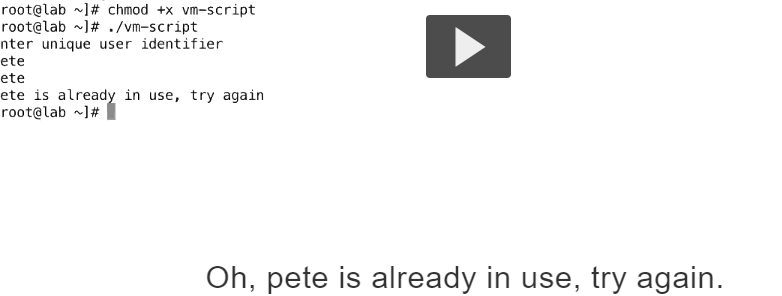 root@lab ~]# chmod +x vm-script
root@lab ~]# ./vm-script
nter unique user identifier
ete
ete
ete is already in use, try again
root@lab ~]#
Oh, pete is already in use, try again.